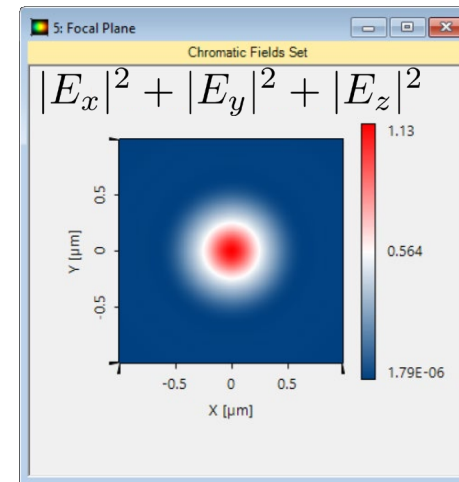 5: Focal Plane
Chromatic Fields Set
|E_x|^2 + |E_y|^2 + |E_z|^2
1.13
0.564
1.79E-06
Y [µm]
0.5
0
-0.5
-0.5 0 0.5
X [µm]